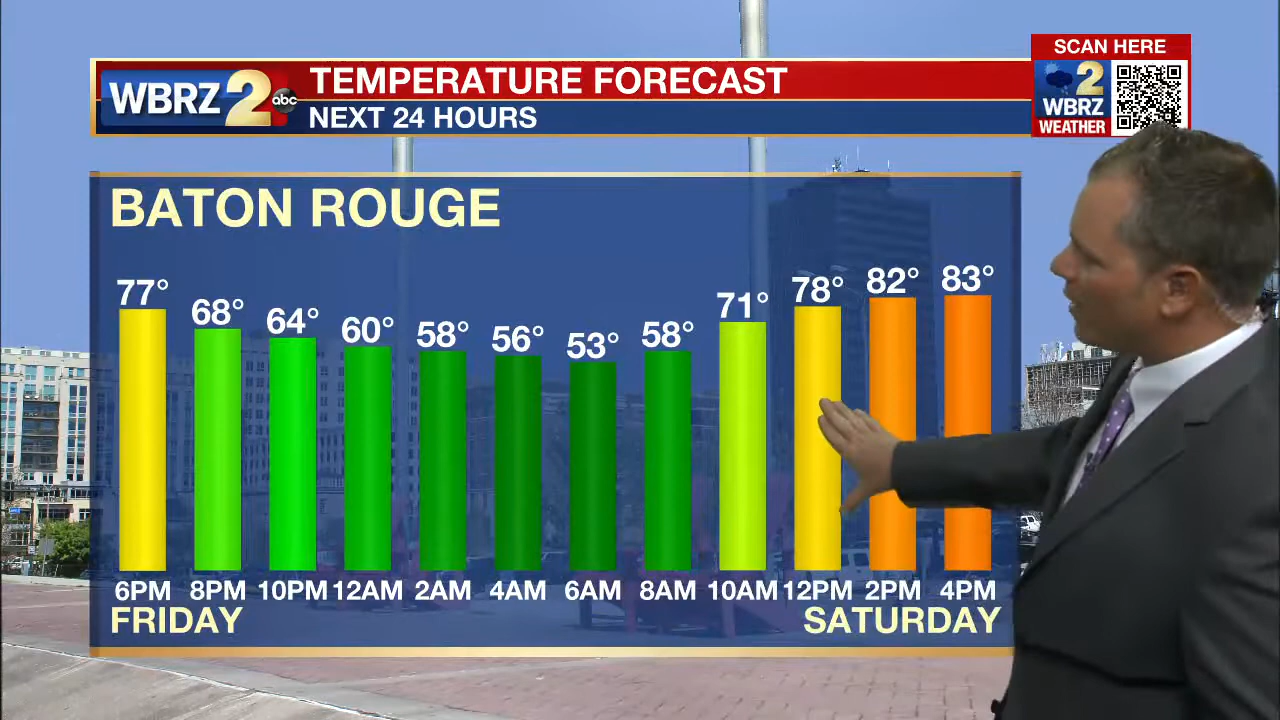 WBRZ 2 abc
TEMPERATURE FORECAST
NEXT 24 HOURS
SCAN HERE
2
WBRZ
WEATHER
BATON ROUGE
77° 68° 64° 60° 58° 56° 53° 58° 71° 78° 82° 83°
6PM 8PM 10PM 12AM 2AM 4AM 6AM 8AM 10AM 12PM 2PM 4PM
FRIDAY SATURDAY